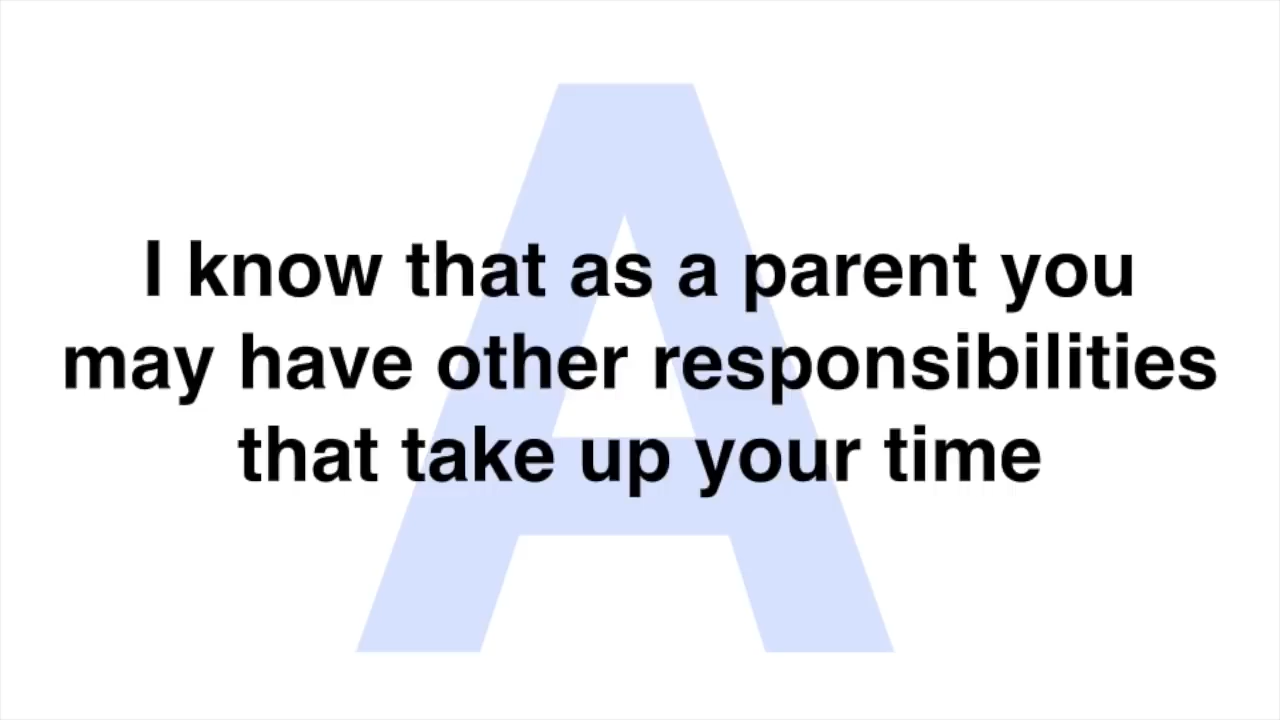 A
I know that as a parent you
may have other responsibilities
that take up your time